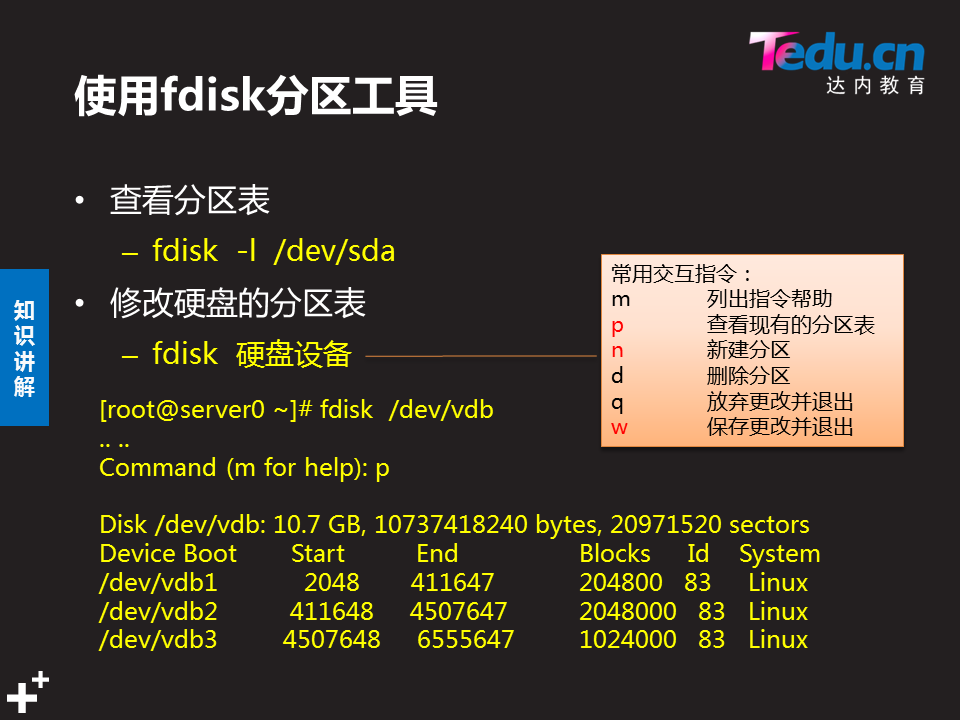 Tedu.cn
达内教育
使用fdisk分区工具
• 查看分区表
– fdisk -l /dev/sda
• 修改硬盘的分区表
– fdisk 硬盘设备
常用交互指令：
m 列出指令帮助
p 查看现有的分区表
n 新建分区
d 删除分区
q 放弃更改并退出
w 保存更改并退出
知识讲解
[root@server0 ~]# fdisk /dev/vdb
.. ..
Command (m for help): p
Disk /dev/vdb: 10.7 GB, 10737418240 bytes, 20971520 sectors
Device Boot Start End Blocks Id System
/dev/vdb1 2048 411647 204800 83 Linux
/dev/vdb2 411648 4507647 2048000 83 Linux
/dev/vdb3 4507648 6555647 1024000 83 Linux